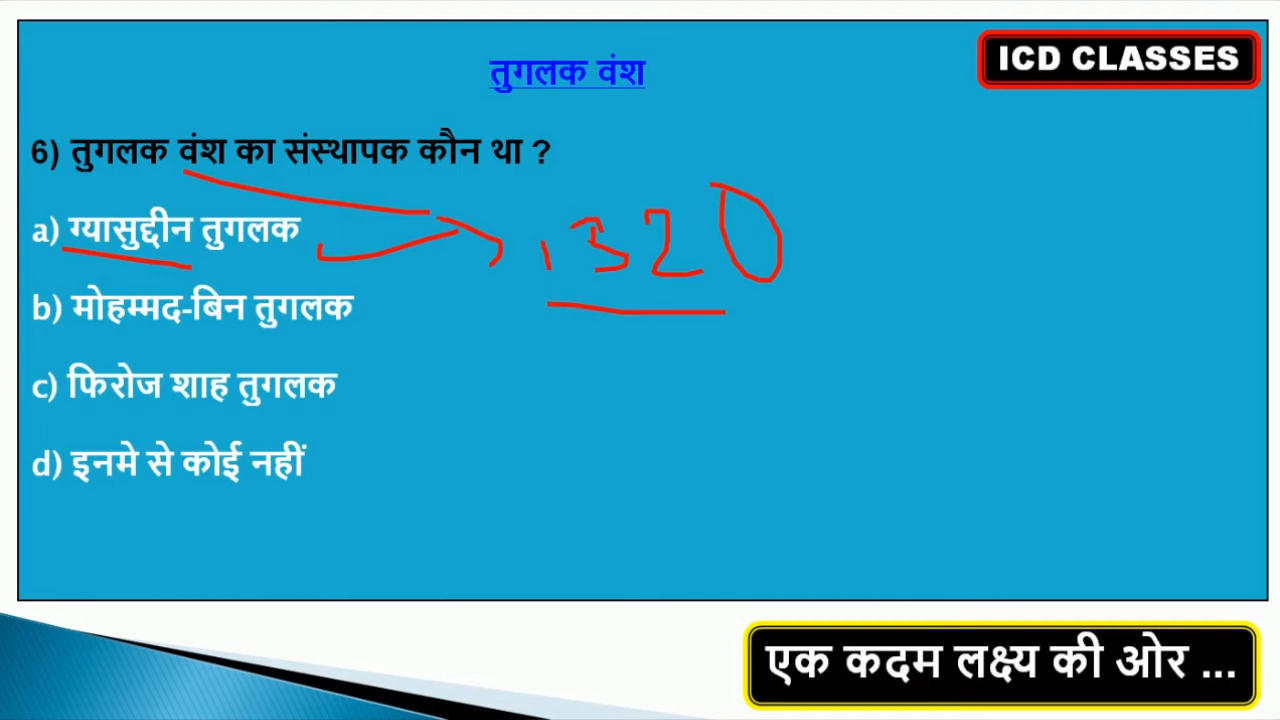 ICD CLASSES
तुगलक वंश
6) तुगलक वंश का संस्थापक कौन था ?
a) ग्यासुद्दीन तुगलक
1320
b) मोहम्मद-बिन तुगलक
c) फिरोज शाह तुगलक
d) इनमे से कोई नहीं
एक कदम लक्ष्य की ओर ...